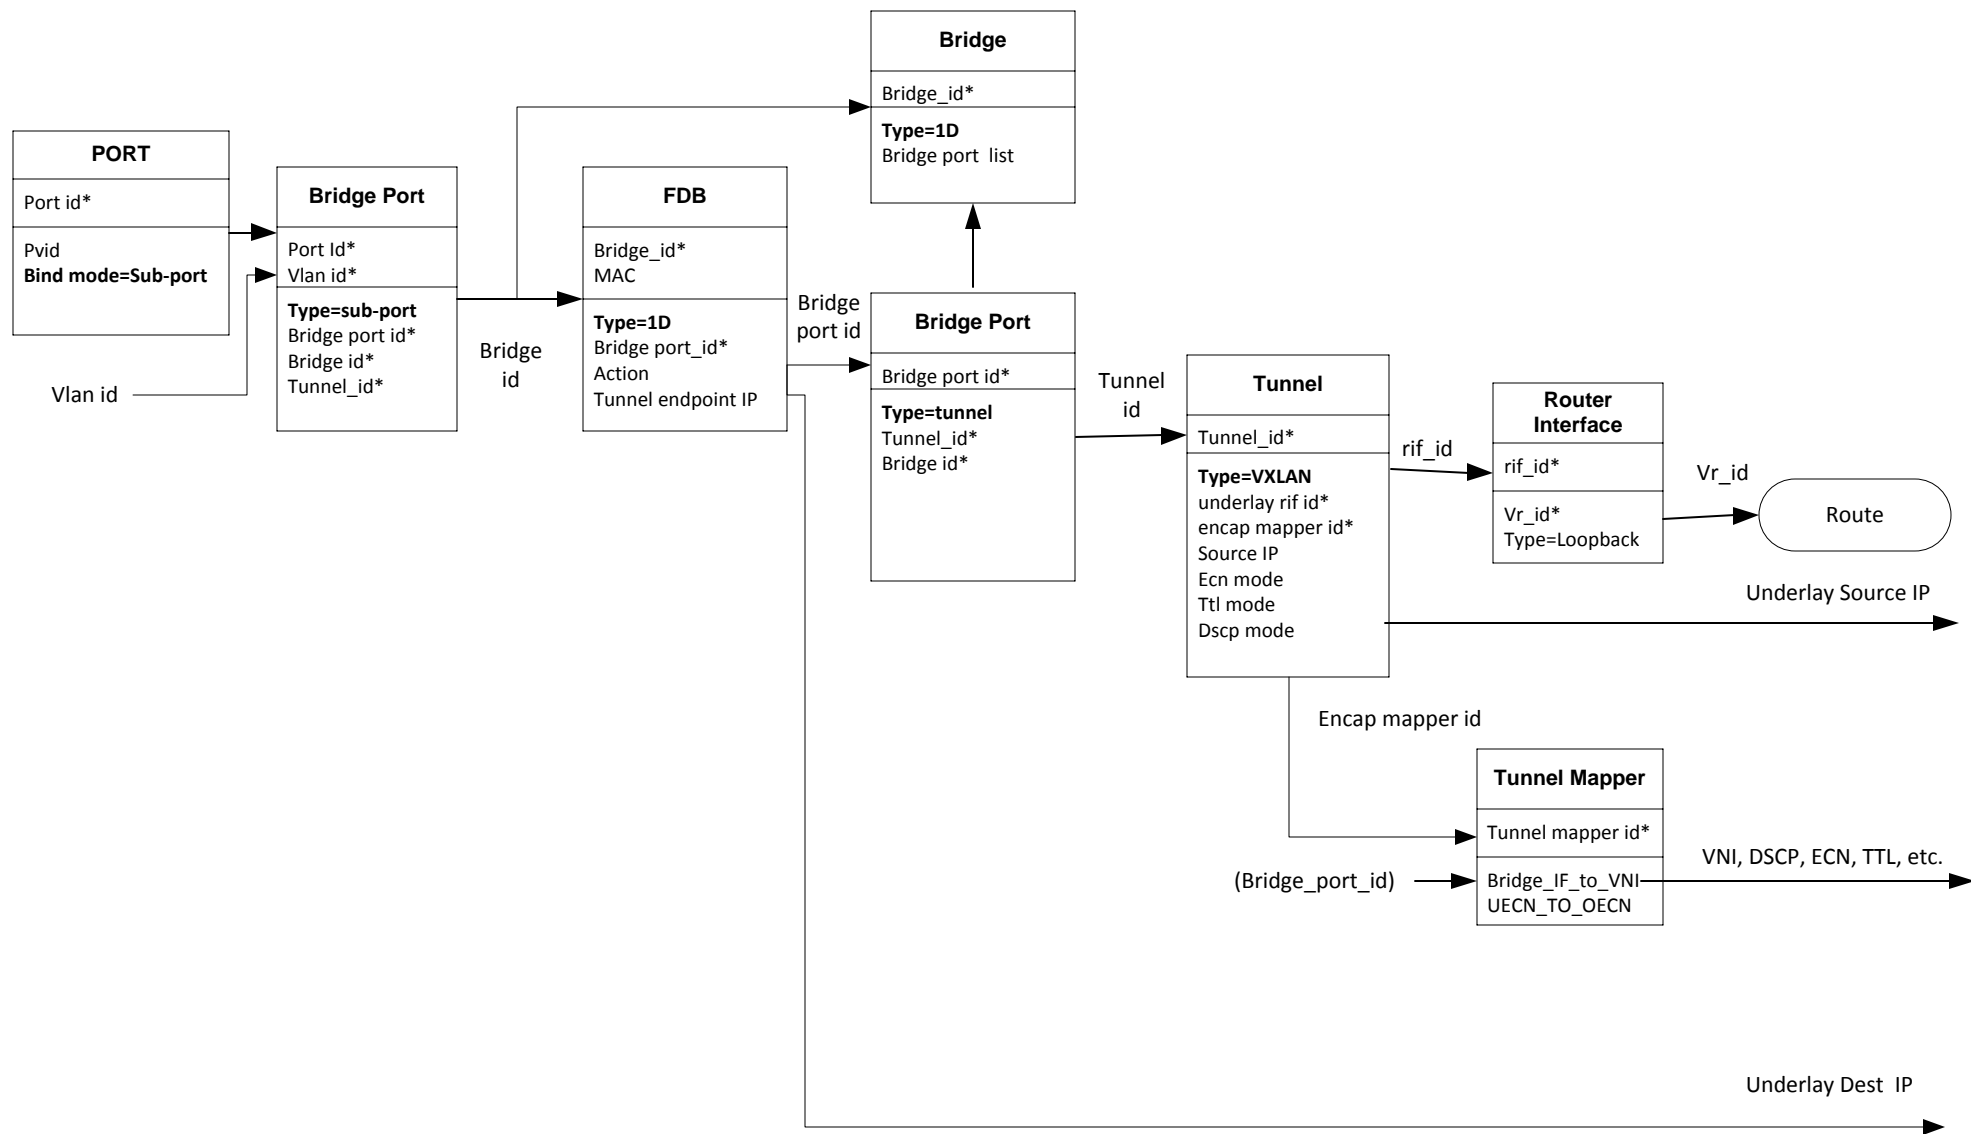 Bridge
Bridge_id*
Type=1D
Bridge port  list
PORT
Port id*
Pvid
Bind mode=Sub-port
Vlan id
Bridge Port
Port Id*
Vlan id*
Type=sub-port
Bridge port id*
Bridge id*
Tunnel_id*
Bridge
id
FDB
Bridge_id*
MAC
Type=1D
Bridge port_id*
Action
Tunnel endpoint IP
Bridge
port id
Bridge Port
Bridge port id*
Type=tunnel
Tunnel_id*
Bridge id*
Tunnel
id
Tunnel
Tunnel_id*
Type=VXLAN
underlay rif id*
encap mapper id*
Source IP
Ecn mode
Ttl mode
Dscp mode
rif_id
Router
Interface
rif_id*
Vr_id*
Type=Loopback
Vr_id
Route
Underlay Source IP
Encap mapper id
Tunnel Mapper
Tunnel mapper id*
(Bridge_port_id)
Bridge_IF_to_VNI
UECN_TO_OECN
VNI, DSCP, ECN, TTL, etc.
Underlay Dest  IP